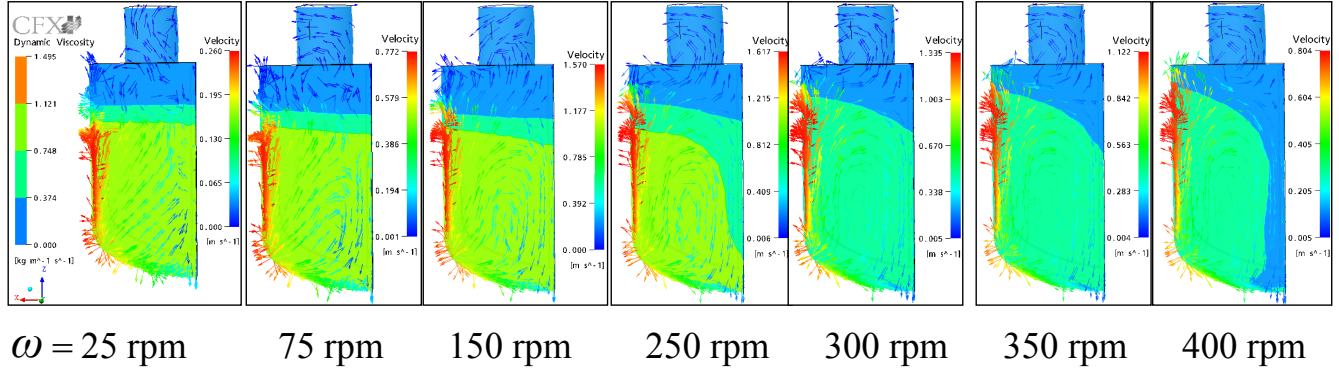 CFX
Dynamic Viscosity
1.495
1.121
0.748
0.374
0.000
[kg m^-1 s^-1]
Z
X
Velocity
0.260
0.195
0.130
0.065
0.000
[m s^-1]
Velocity
0.772
0.579
0.386
0.194
0.001
[m s^-1]
Velocity
1.570
1.177
0.785
0.392
0.000
[m s^-1]
Velocity
1.617
1.215
0.812
0.405
0.006
[m s^-1]
Velocity
1.335
1.003
0.670
0.338
0.005
[m s^-1]
Velocity
1.122
0.842
0.563
0.283
0.004
[m s^-1]
Velocity
0.804
0.604
0.405
0.205
0.005
[m s^-1]
ω = 25 rpm 75 rpm 150 rpm 250 rpm 300 rpm 350 rpm 400 rpm